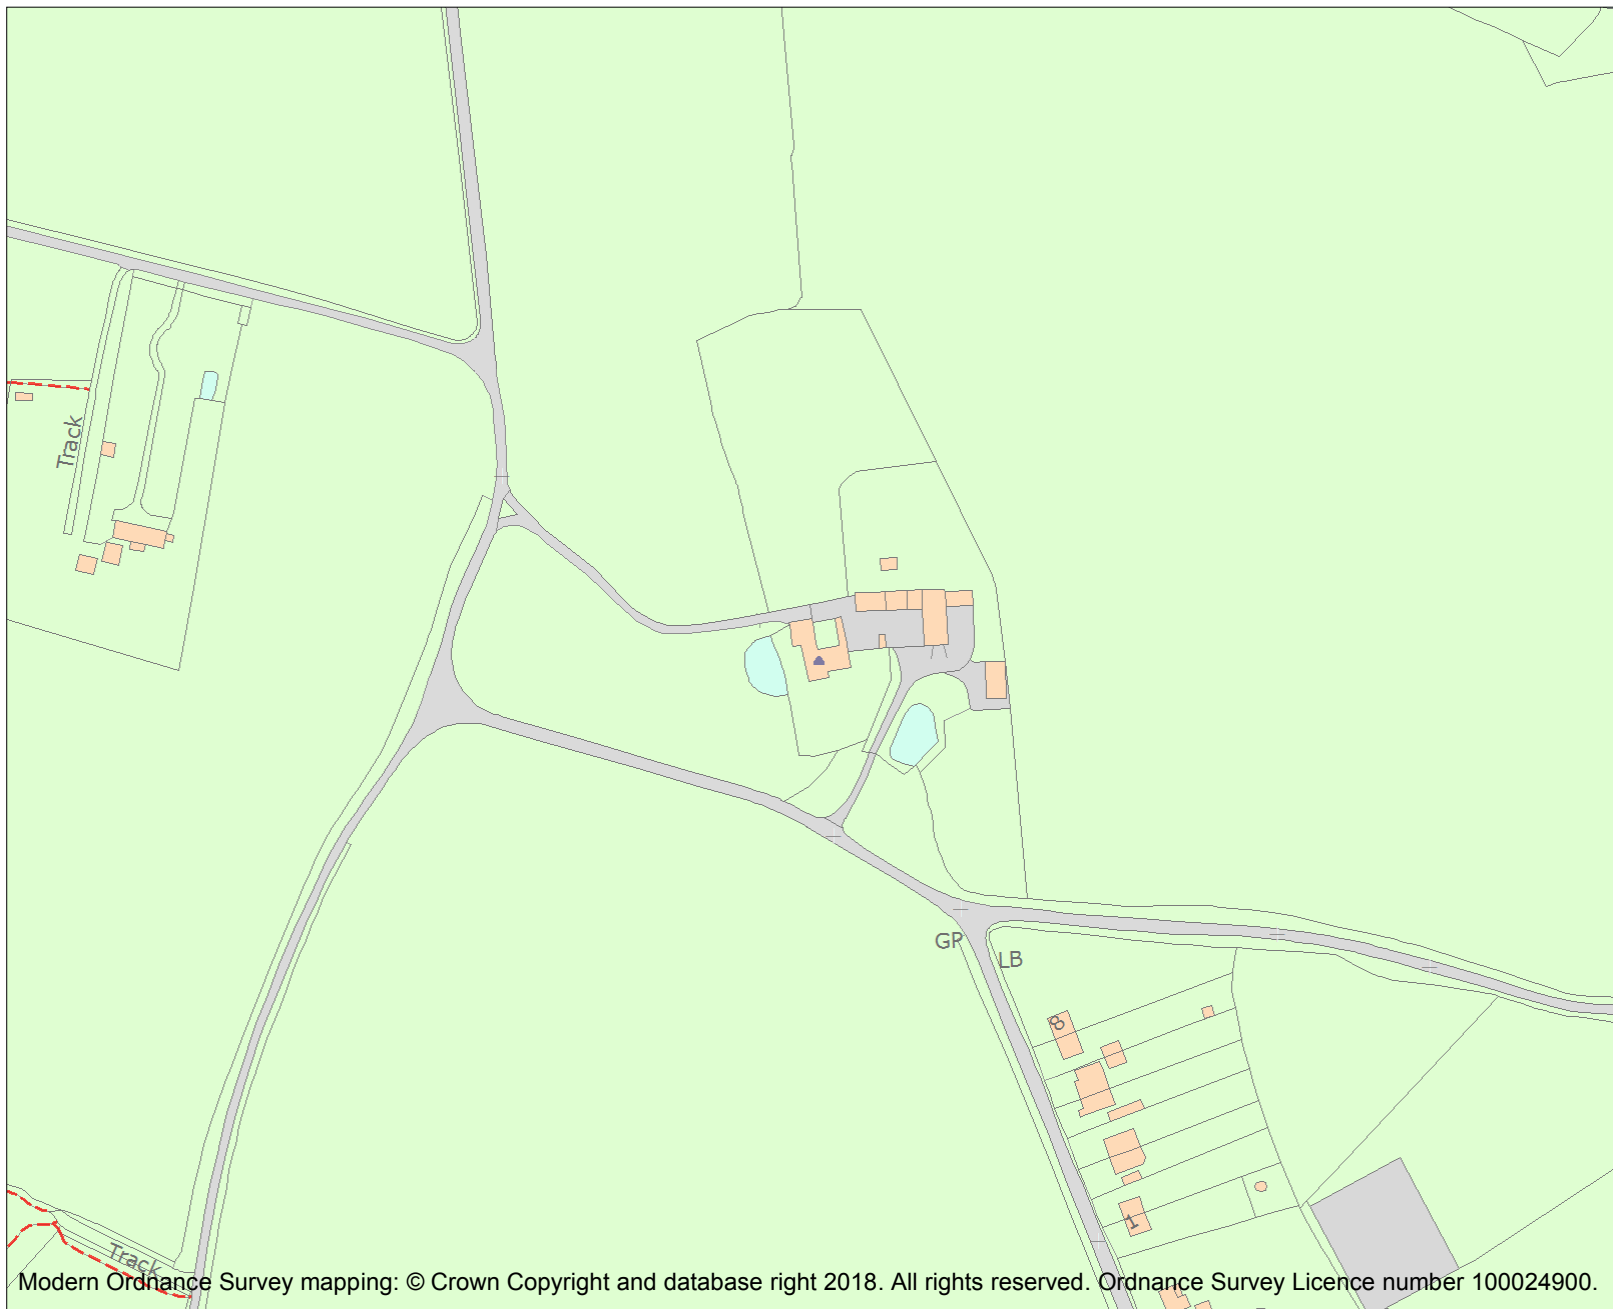 Track
GP
LB
8
1
Track
Modern Ordnance Survey mapping: © Crown Copyright and database right 2018. All rights reserved. Ordnance Survey Licence number 100024900.